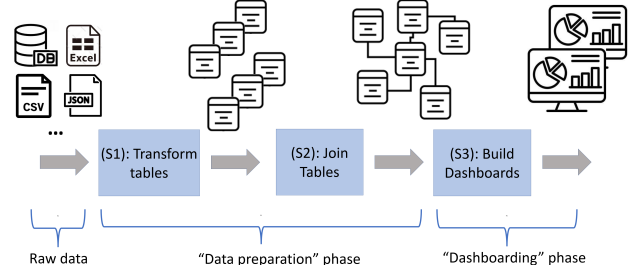 DB
Excel
CSV
JSON
...
(S1): Transform
tables
(S2): Join
Tables
(S3): Build
Dashboards
Raw data
“Data preparation” phase
“Dashboarding” phase